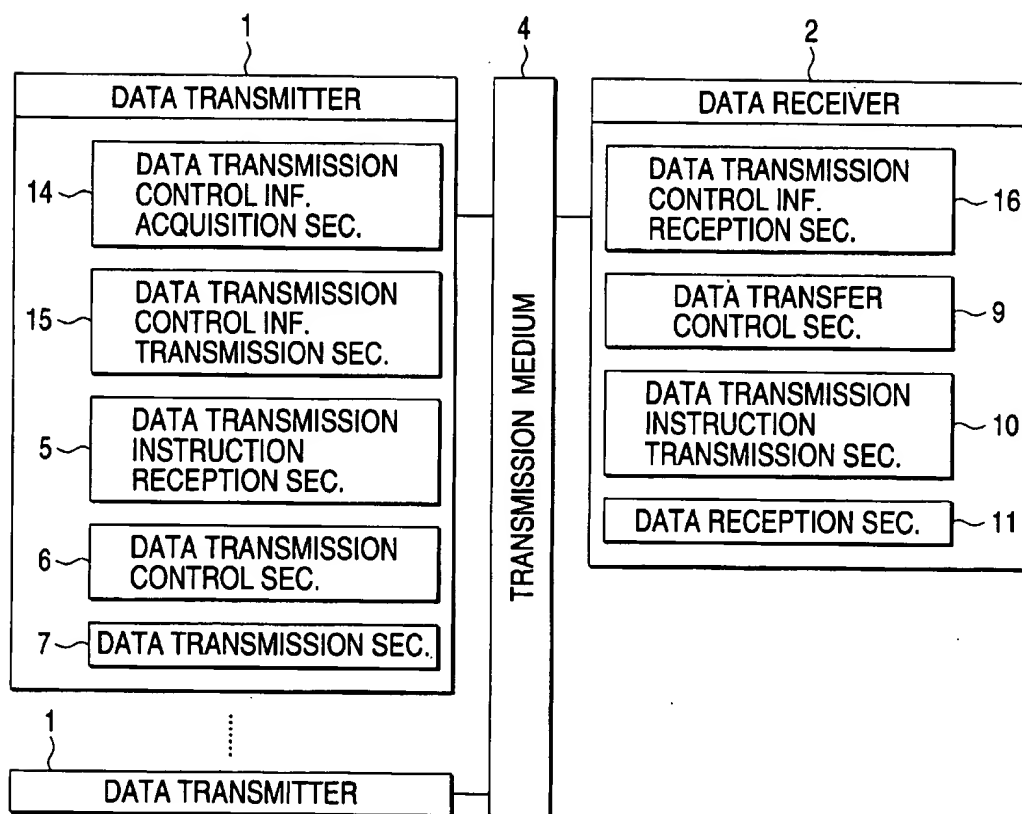 1
DATA TRANSMITTER
14
DATA TRANSMISSION
CONTROL INF.
ACQUISITION SEC.
15
DATA TRANSMISSION
CONTROL INF.
TRANSMISSION SEC.
5
DATA TRANSMISSION
INSTRUCTION
RECEPTION SEC.
6
DATA TRANSMISSION
CONTROL SEC.
7
DATA TRANSMISSION SEC.
1
DATA TRANSMITTER
4
TRANSMISSION MEDIUM
2
DATA RECEIVER
DATA TRANSMISSION
CONTROL INF.
RECEPTION SEC.
16
DATA TRANSFER
CONTROL SEC.
9
DATA TRANSMISSION
INSTRUCTION
TRANSMISSION SEC.
10
DATA RECEPTION SEC.
11